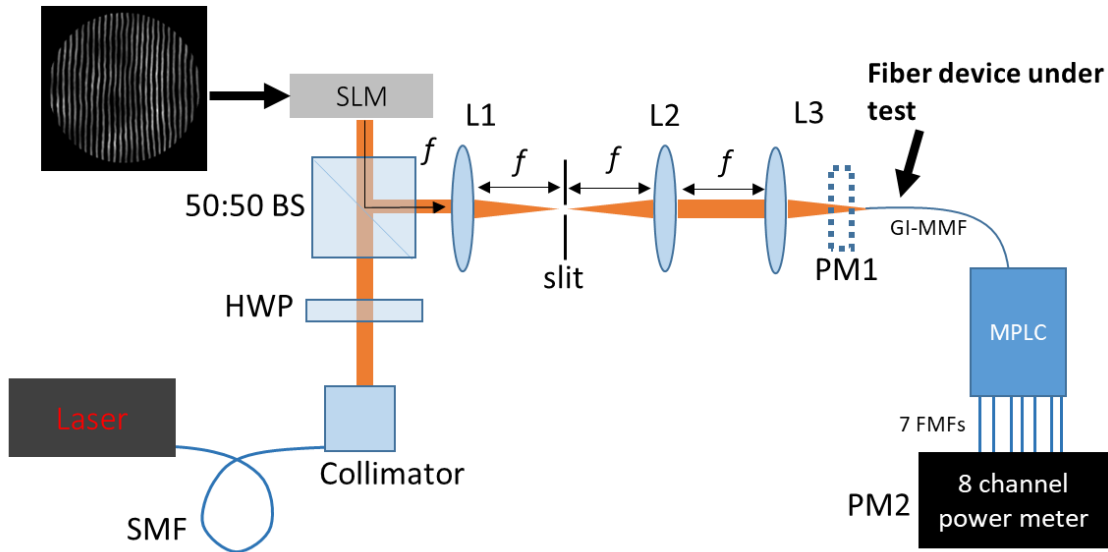 SLM
L1
L2
L3
Fiber device under
test
f
f
f
f
50:50 BS
GI-MMF
slit
PM1
HWP
MPLC
Laser
7 FMFs
Collimator
SMF
PM2
8 channel
power meter